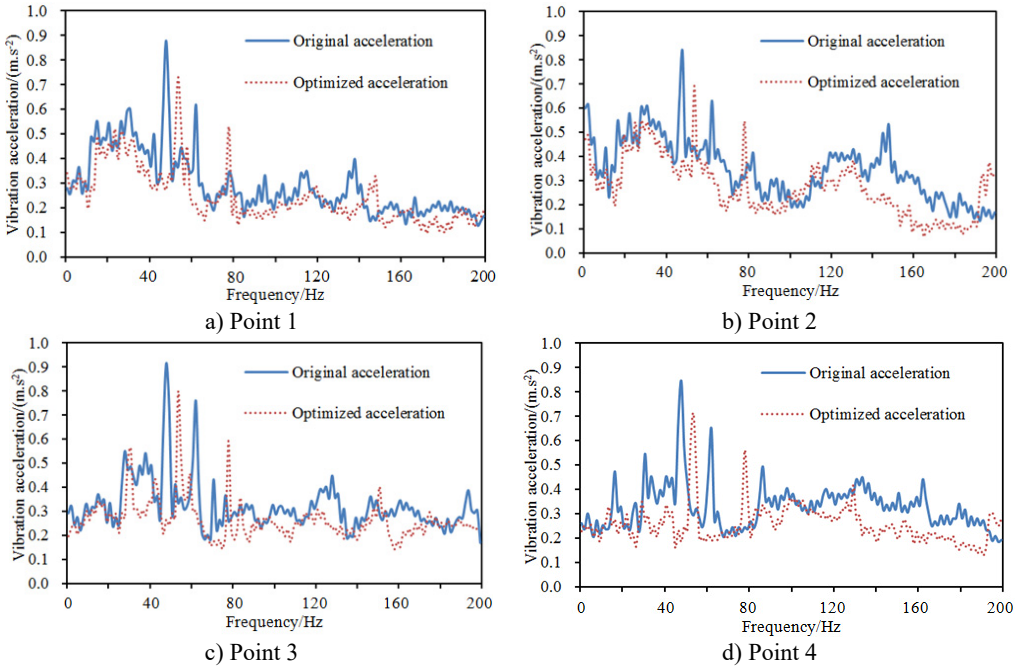 1.0
0.9
0.8
0.7
0.6
0.5
0.4
0.3
0.2
0.1
0.0
Vibration acceleration/(m.s-2)
Original acceleration
Optimized acceleration
0 40 80 120 160 200
Frequency/Hz
a) Point 1
1.0
0.9
0.8
0.7
0.6
0.5
0.4
0.3
0.2
0.1
0.0
Vibration acceleration/(m.s2)
Original acceleration
Optimized acceleration
0 40 80 120 160 200
Frequency/Hz
b) Point 2
1.0
0.9
0.8
0.7
0.6
0.5
0.4
0.3
0.2
0.1
0.0
Vibration acceleration/(m.s2)
Original acceleration
Optimized acceleration
0 40 80 120 160 200
Frequency/Hz
c) Point 3
1.0
0.9
0.8
0.7
0.6
0.5
0.4
0.3
0.2
0.1
0.0
Vibration acceleration/(m.s2)
Original acceleration
Optimized acceleration
0 40 80 120 160 200
Frequency/Hz
d) Point 4